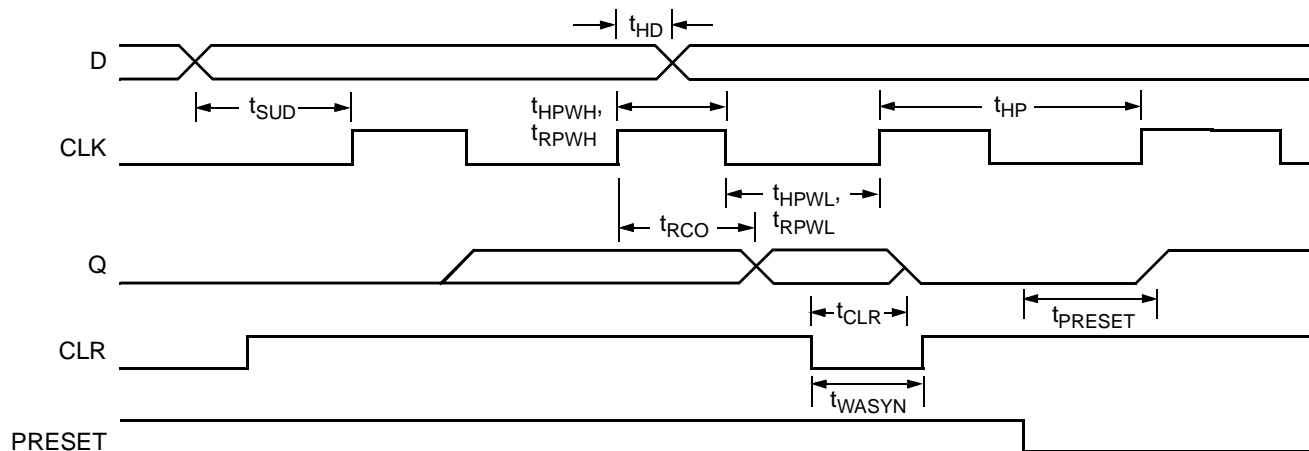 tHD
D
tSUD
tHPWH,
tRPWH
tHP
CLK
tHPWL,
tRPWL
tRCO
Q
tCLR
tPRESET
CLR
tWASYN
PRESET